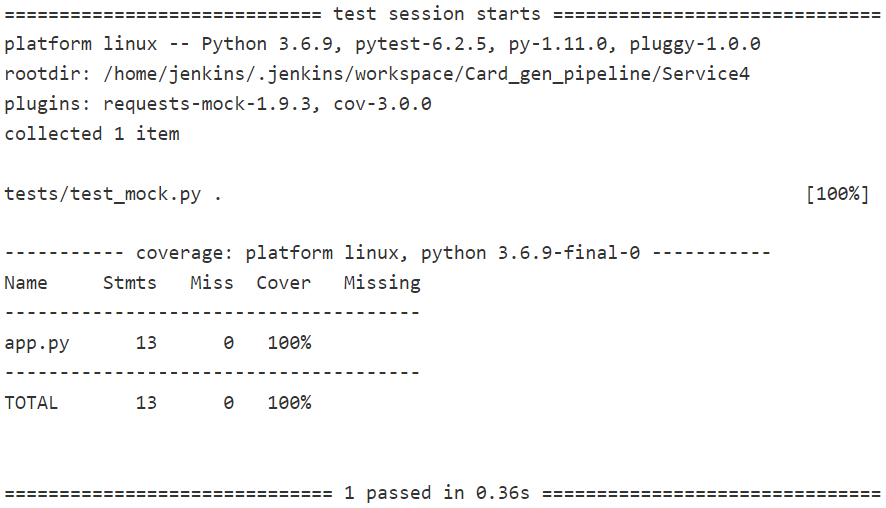 ============================= test session starts ==============================
platform linux -- Python 3.6.9, pytest-6.2.5, py-1.11.0, pluggy-1.0.0
rootdir: /home/jenkins/.jenkins/workspace/Card_gen_pipeline/Service4
plugins: requests-mock-1.9.3, cov-3.0.0
collected 1 item
tests/test_mock.py .                                                     [100%]
----------- coverage: platform linux, python 3.6.9-final-0 -----------
Name     Stmts   Miss  Cover   Missing
--------------------------------------
app.py      13      0   100%
--------------------------------------
TOTAL       13      0   100%
============================== 1 passed in 0.36s ===============================